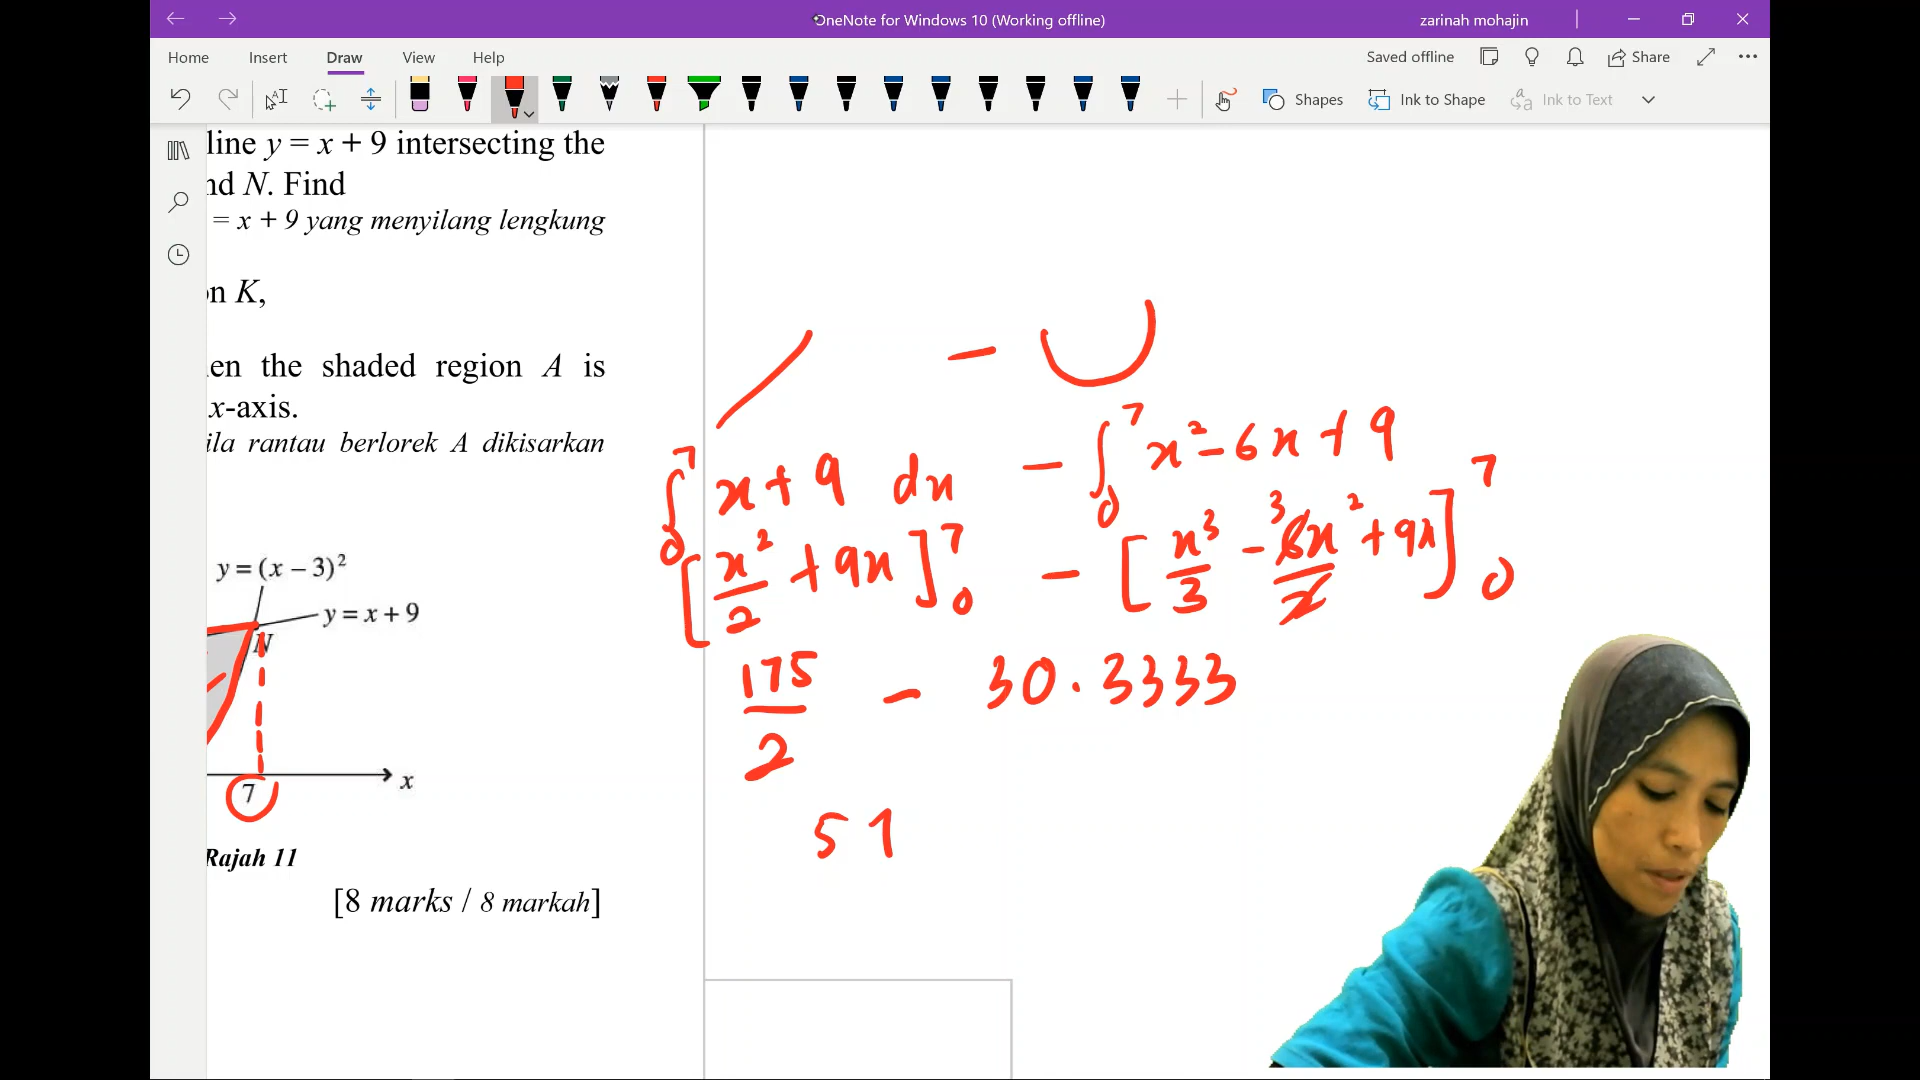 OneNote for Windows 10 (Working offline)
zarinah mohajin
Home Insert Draw View Help
Saved offline
Share
Shapes
Ink to Shape
Ink to Text
line y = x + 9 intersecting the
nd N. Find
= x + 9 yang menyilang lengkung
on K,
en the shaded region A is
x-axis.
ila rantau berlorek A dikisarkan
y = (x – 3)²
y = x + 9
N
7
x
Rajah 11
[8 marks / 8 markah]
∫₀⁷ x + 9 dx – ∫₀⁷ x² – 6x + 9
[x²/2 + 9x]₀⁷ – [x³/3 – ³6x²/2 + 9x]₀⁷
175/2 – 30.3333
51